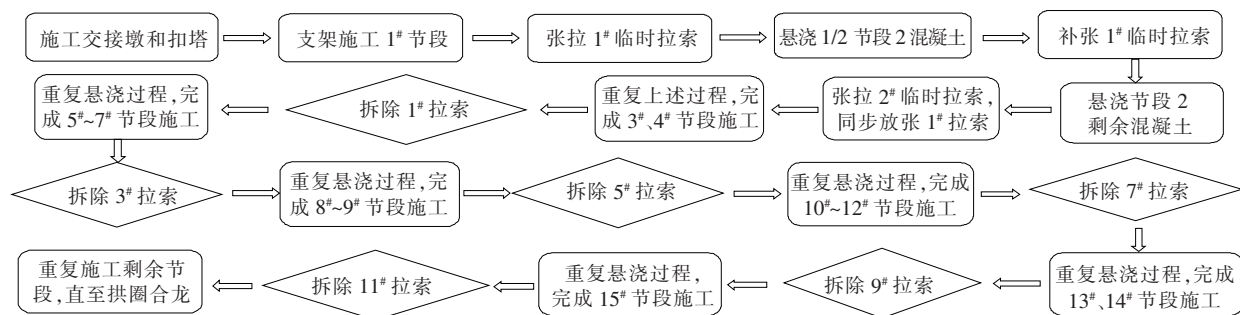 施工交接墩和扣塔
支架施工 1# 节段
张拉 1# 临时拉索
悬浇 1/2 节段 2 混凝土
补张 1# 临时拉索
悬浇节段 2
剩余混凝土
张拉 2# 临时拉索，
同步放张 1# 拉索
重复上述过程，完
成 3#、4# 节段施工
拆除 1# 拉索
重复悬浇过程，完
成 5#~7# 节段施工
拆除 3# 拉索
重复悬浇过程，完
成 8#~9# 节段施工
拆除 5# 拉索
重复悬浇过程，完成
10#~12# 节段施工
拆除 7# 拉索
重复悬浇过程，完成
13#、14# 节段施工
拆除 9# 拉索
重复悬浇过程，
完成 15# 节段施工
拆除 11# 拉索
重复施工剩余节
段，直至拱圈合龙